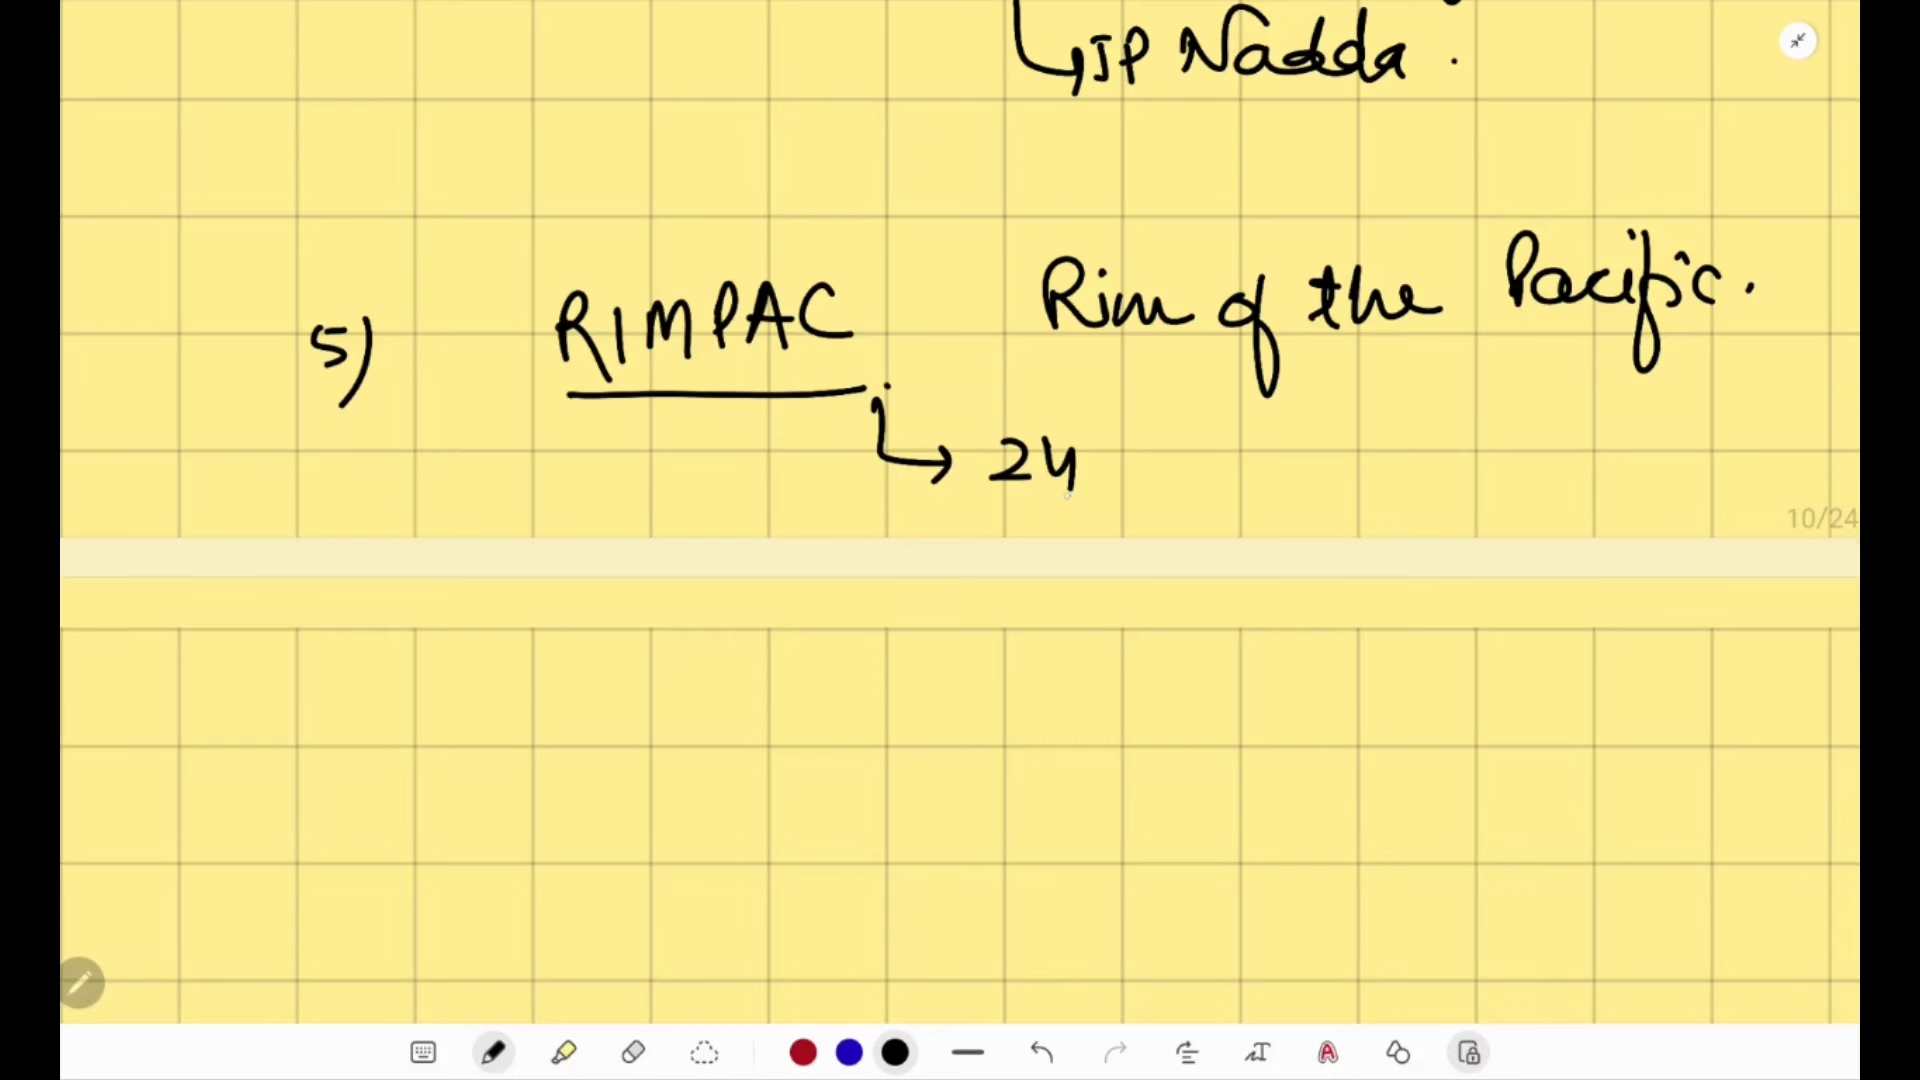 JP Nadda.
5) RIMPAC Rim of the Pacific.
→ 24
10/24